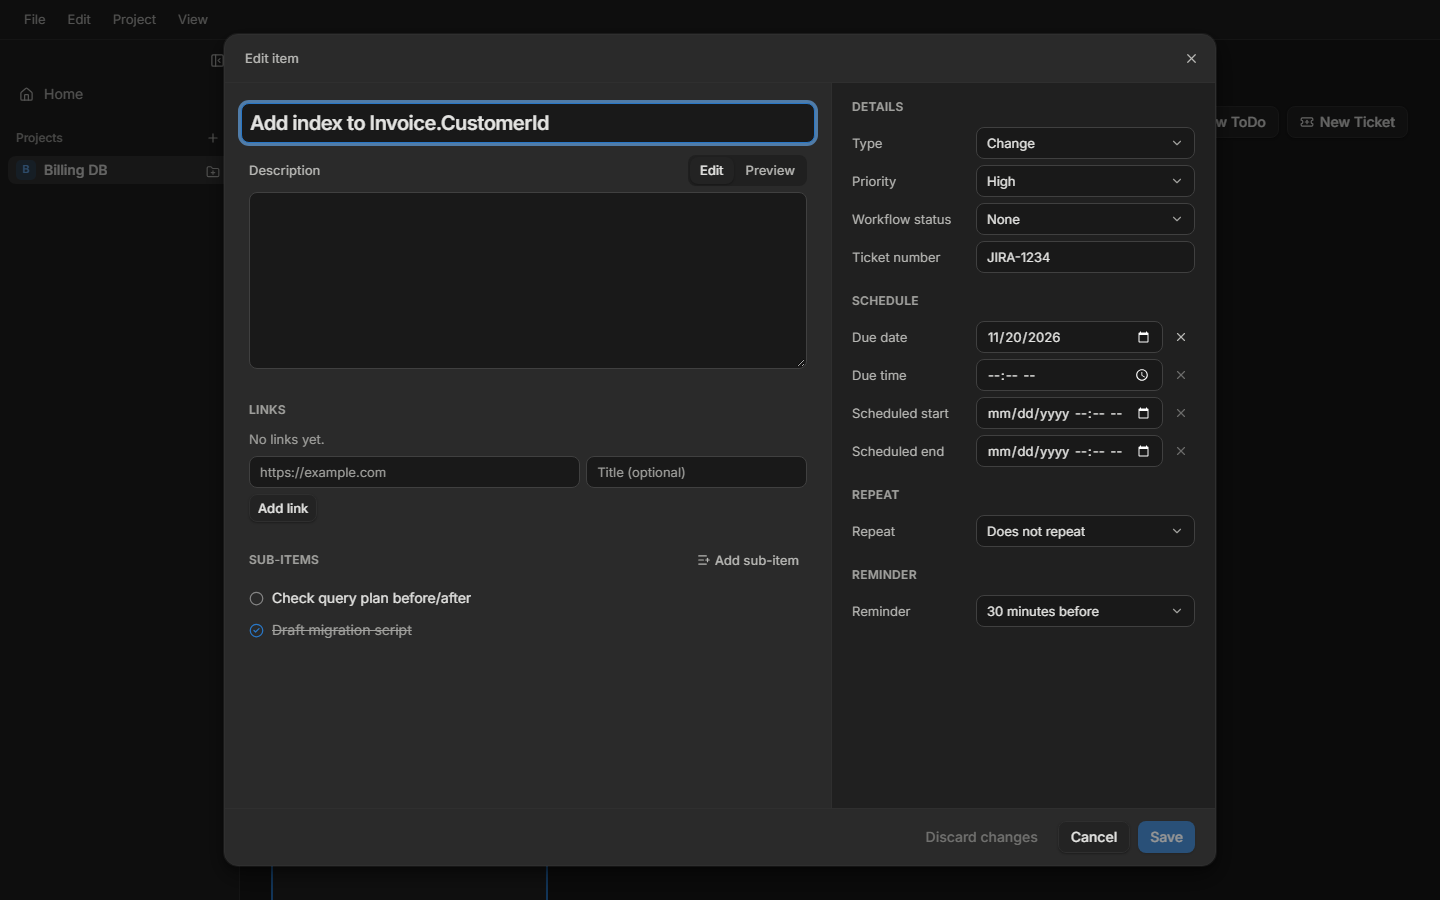 File Edit Project View
Home
Projects
B Billing DB
w ToDo
New Ticket
Edit item
Add index to Invoice.CustomerId
Description
Edit Preview
LINKS
No links yet.
https://example.com Title (optional)
Add link
SUB-ITEMS Add sub-item
Check query plan before/after
Draft migration script
DETAILS
Type Change
Priority High
Workflow status None
Ticket number JIRA-1234
SCHEDULE
Due date 11/20/2026
Due time --:-- --
Scheduled start mm/dd/yyyy --:-- --
Scheduled end mm/dd/yyyy --:-- --
REPEAT
Repeat Does not repeat
REMINDER
Reminder 30 minutes before
Discard changes Cancel Save